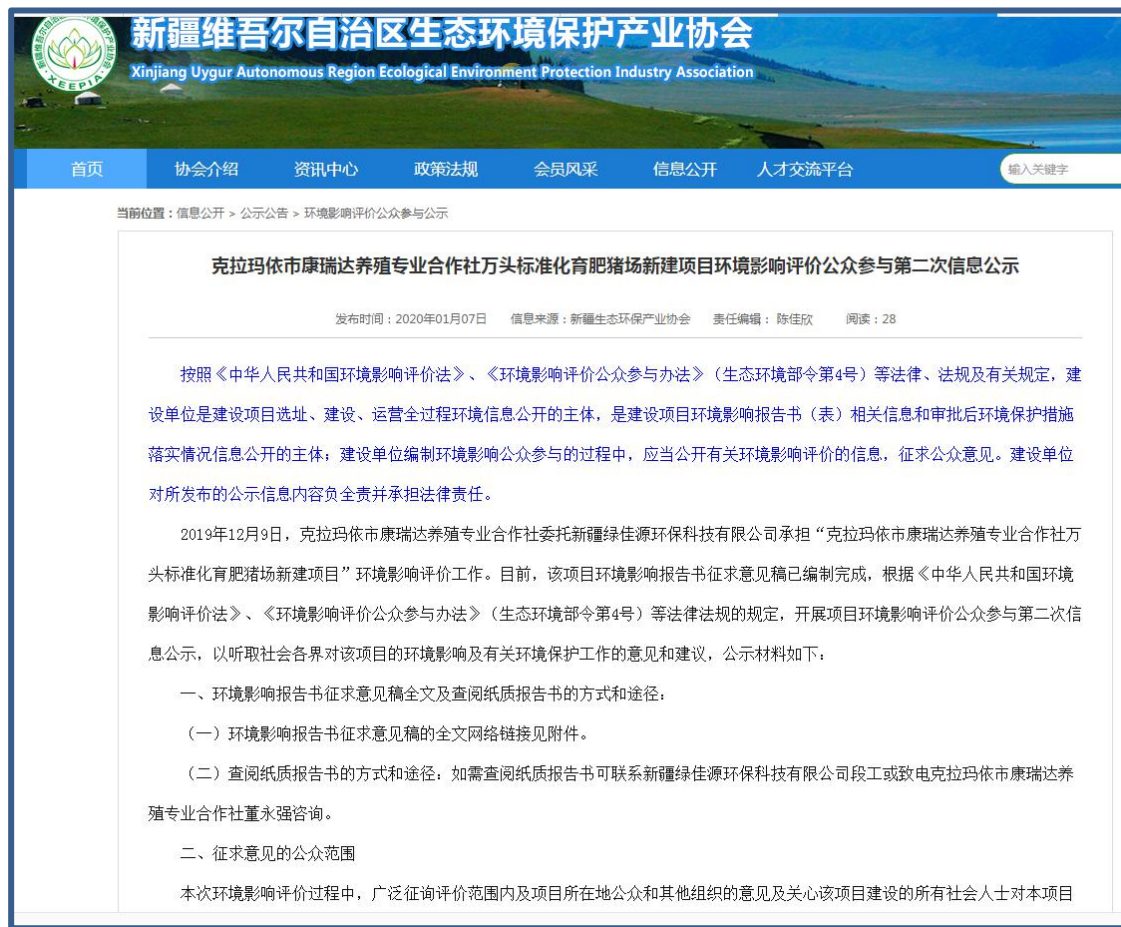 新疆维吾尔自治区生态环境保护产业协会
Xinjiang Uygur Autonomous Region Ecological Environment Protection Industry Association
XEEPIA
首页 协会介绍 资讯中心 政策法规 会员风采 信息公开 人才交流平台 输入关键字
当前位置：信息公开 > 公示公告 > 环境影响评价公众参与公示
克拉玛依市康瑞达养殖专业合作社万头标准化育肥猪场新建项目环境影响评价公众参与第二次信息公示
发布时间：2020年01月07日 信息来源：新疆生态环保产业协会 责任编辑： 陈佳欣 阅读：28
按照《中华人民共和国环境影响评价法》、《环境影响评价公众参与办法》（生态环境部令第4号）等法律、法规及有关规定，建
设单位是建设项目选址、建设、运营全过程环境信息公开的主体，是建设项目环境影响报告书（表）相关信息和审批后环境保护措施
落实情况信息公开的主体；建设单位编制环境影响公众参与的过程中，应当公开有关环境影响评价的信息，征求公众意见。建设单位
对所发布的公示信息内容负全责并承担法律责任。
2019年12月9日，克拉玛依市康瑞达养殖专业合作社委托新疆绿佳源环保科技有限公司承担“克拉玛依市康瑞达养殖专业合作社万
头标准化育肥猪场新建项目”环境影响评价工作。目前，该项目环境影响报告书征求意见稿已编制完成，根据《中华人民共和国环境
影响评价法》、《环境影响评价公众参与办法》（生态环境部令第4号）等法律法规的规定，开展项目环境影响评价公众参与第二次信
息公示，以听取社会各界对该项目的环境影响及有关环境保护工作的意见和建议，公示材料如下：
一、环境影响报告书征求意见稿全文及查阅纸质报告书的方式和途径：
（一）环境影响报告书征求意见稿的全文网络链接见附件。
（二）查阅纸质报告书的方式和途径：如需查阅纸质报告书可联系新疆绿佳源环保科技有限公司段工或致电克拉玛依市康瑞达养
殖专业合作社董永强咨询。
二、征求意见的公众范围
本次环境影响评价过程中，广泛征询评价范围内及项目所在地公众和其他组织的意见及关心该项目建设的所有社会人士对本项目